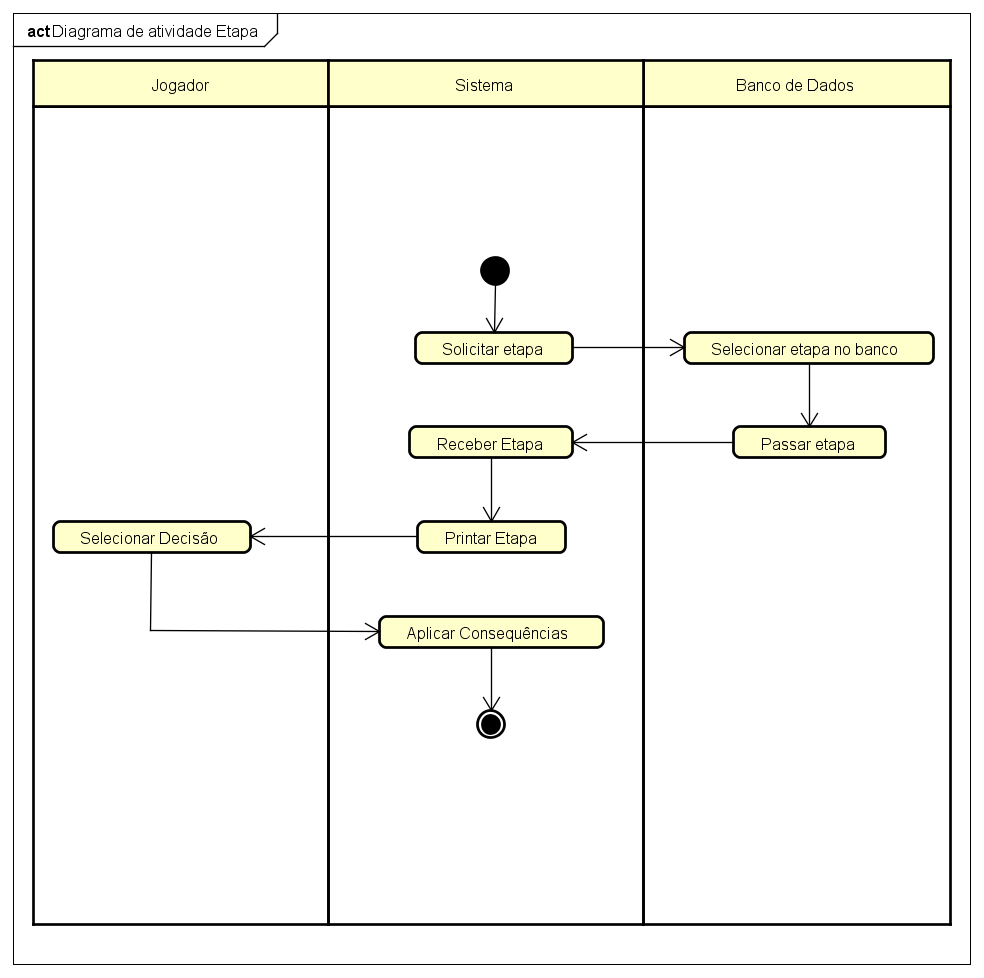 act Diagrama de atividade Etapa
Jogador
Sistema
Banco de Dados
Solicitar etapa
Selecionar etapa no banco
Receber Etapa
Passar etapa
Selecionar Decisão
Printar Etapa
Aplicar Consequências